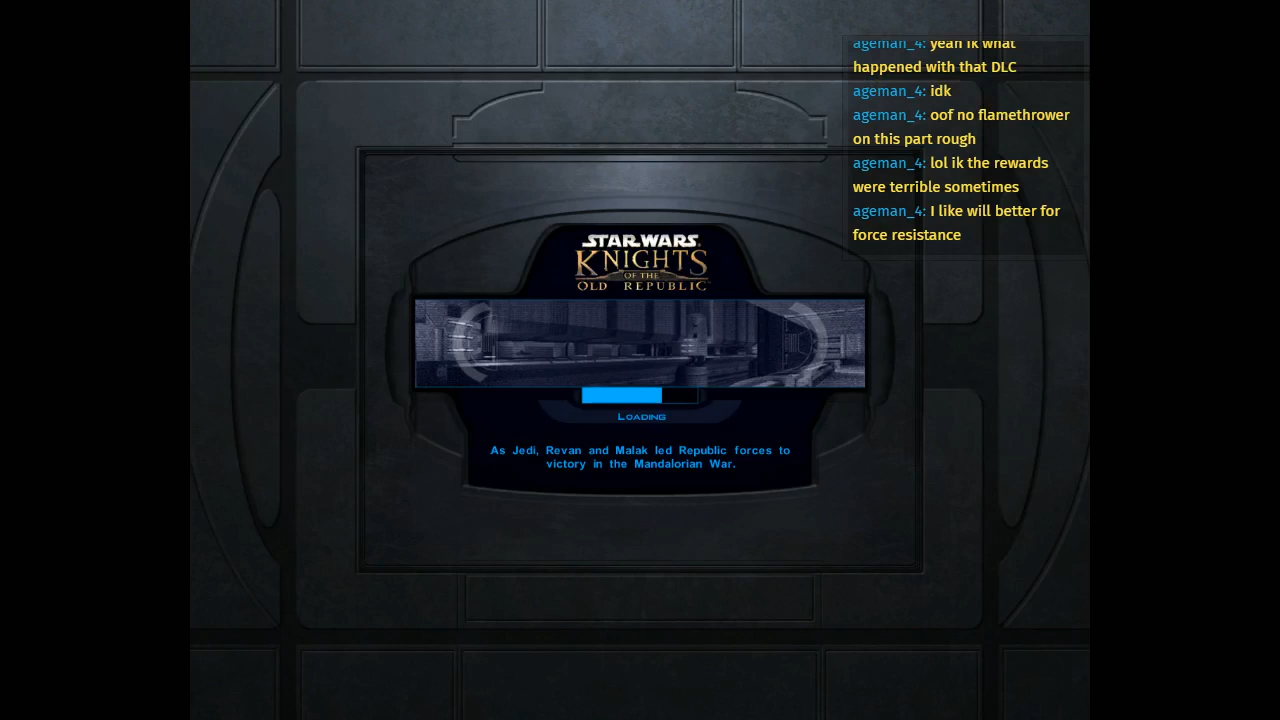 ageman_4: yeah ik what
happened with that DLC
ageman_4: idk
ageman_4: oof no flamethrower
on this part rough
ageman_4: lol ik the rewards
were terrible sometimes
ageman_4: I like will better for
force resistance
STAR WARS
KNIGHTS
OF THE
OLD REPUBLIC
LOADING
As Jedi, Revan and Malak led Republic forces to
victory in the Mandalorian War.